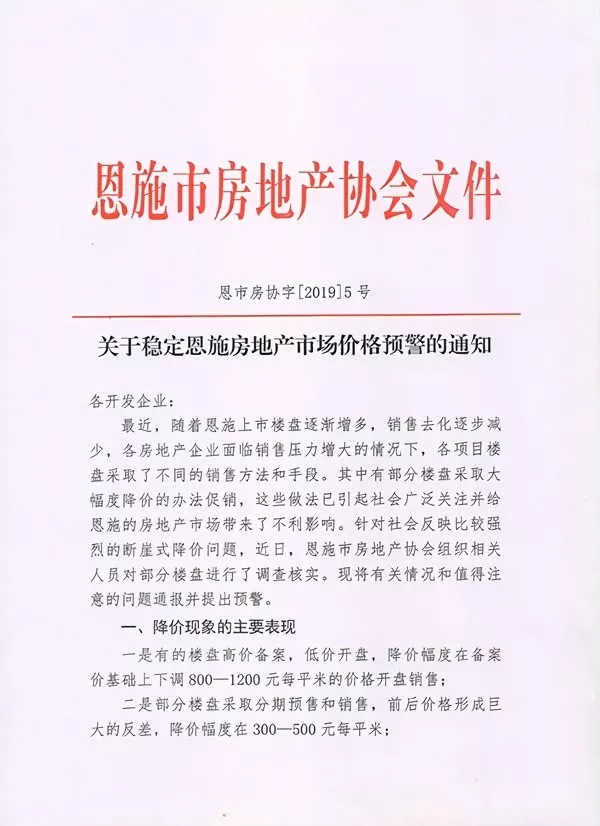 恩施市房地产协会文件
恩市房协字[2019]5号
关于稳定恩施房地产市场价格预警的通知
各开发企业：
最近，随着恩施上市楼盘逐渐增多，销售去化逐步减
少，各房地产企业面临销售压力增大的情况下，各项目楼
盘采取了不同的销售方法和手段。其中有部分楼盘采取大
幅度降价的办法促销，这些做法已引起社会广泛关注并给
恩施的房地产市场带来了不利影响。针对社会反映比较强
烈的断崖式降价问题，近日，恩施市房地产协会组织相关
人员对部分楼盘进行了调查核实。现将有关情况和值得注
意的问题通报并提出预警。
一、降价现象的主要表现
一是有的楼盘高价备案，低价开盘，降价幅度在备案
价基础上下调800—1200元每平米的价格开盘销售；
二是部分楼盘采取分期预售和销售，前后价格形成巨
大的反差，降价幅度在300—500元每平米；